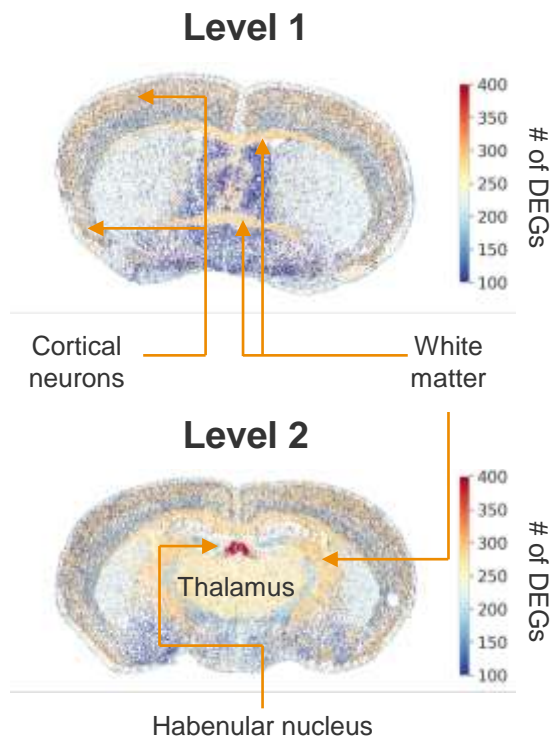 Level 1
400
350
300
250
200
150
100
# of DEGs
Cortical
neurons
White
matter
Level 2
400
350
300
250
200
150
100
# of DEGs
Thalamus
Habenular nucleus